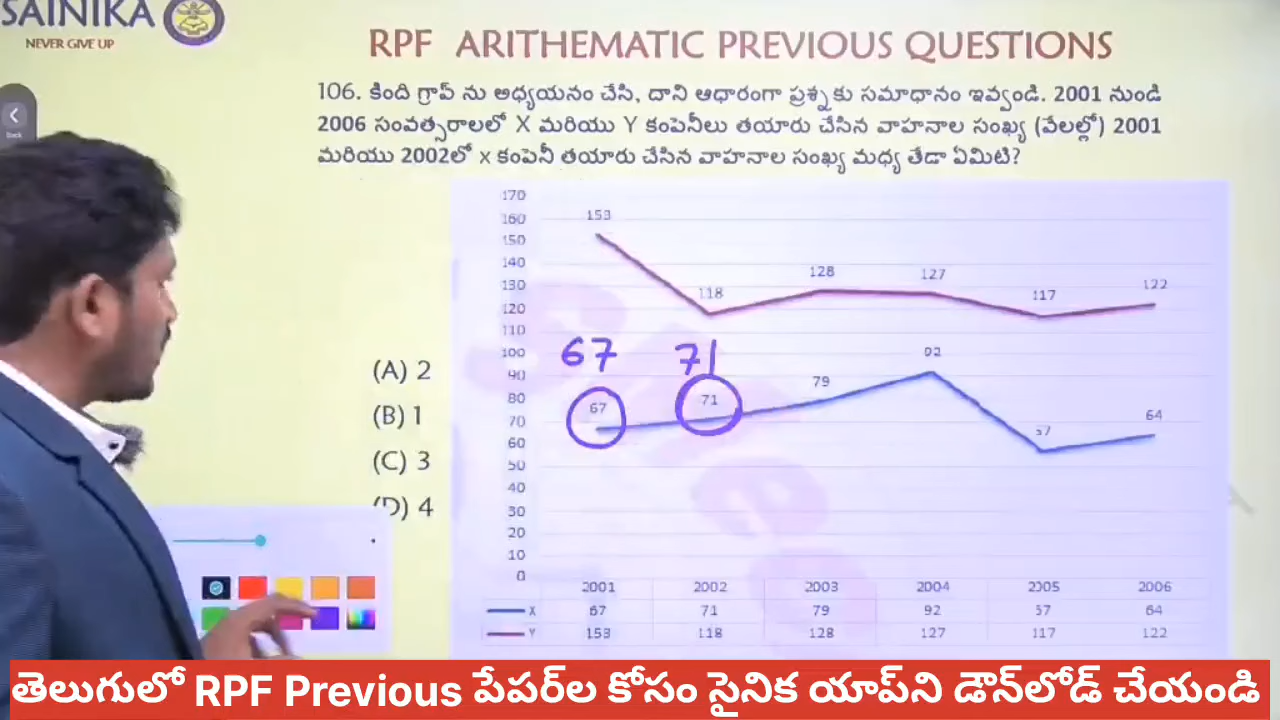 SAINIKA
NEVER GIVE UP
RPF ARITHEMATIC PREVIOUS QUESTIONS
Back
106. కింది గ్రాప్ ను అధ్యయనం చేసి, దాని ఆధారంగా ప్రశ్నకు సమాధానం ఇవ్వండి. 2001 నుండి
2006 సంవత్సరాలలో X మరియు Y కంపెనీలు తయారు చేసిన వాహనాల సంఖ్య (వేలల్లో) 2001
మరియు 2002లో x కంపెనీ తయారు చేసిన వాహనాల సంఖ్య మధ్య తేడా ఏమిటి?
(A) 2
(B) 1
(C) 3
(D) 4
170
160
150
140
130
120
110
100
90
80
70
60
50
40
30
20
10
0
153
118
128
127
117
122
67 71
67
71
79
92
57
64
2001 2002 2003 2004 2005 2006
X 67 71 79 92 57 64
Y 153 118 128 127 117 122
తెలుగులో RPF Previous పేపర్‌ల కోసం సైనిక యాప్‌ని డౌన్‌లోడ్ చేయండి